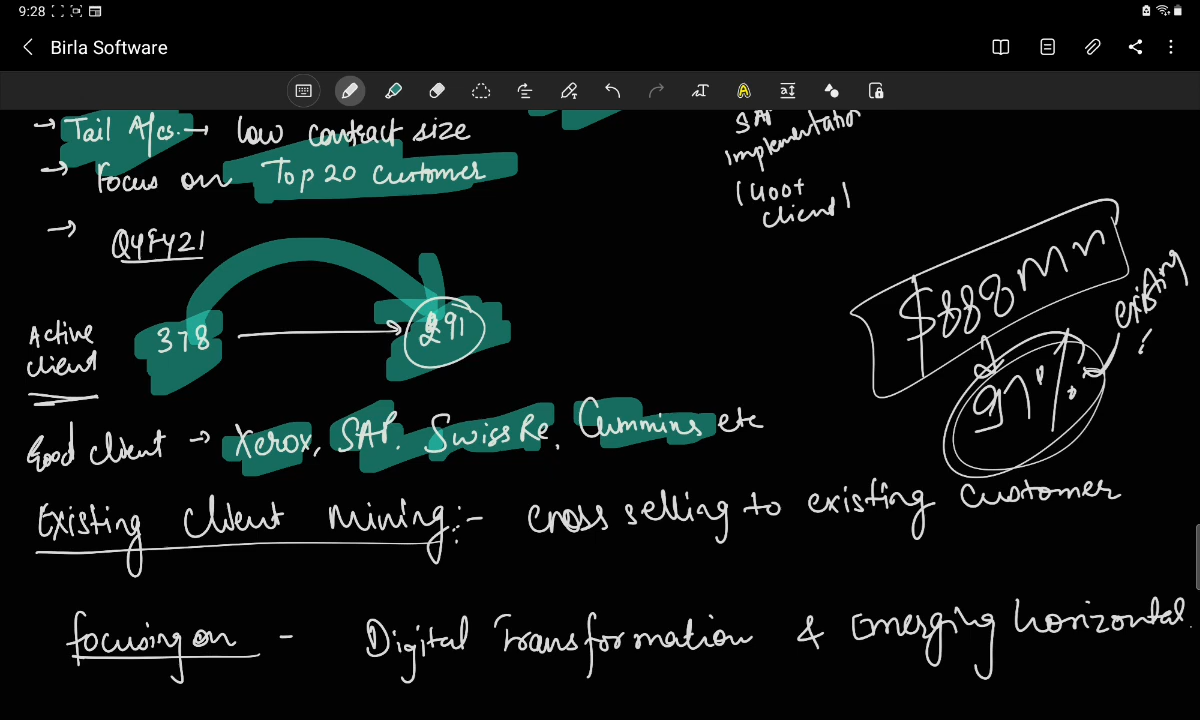 9:28
Birla Software
→ Tail A/cs. → low contract size
→ Focus on Top 20 Customer
SAP
Implementation
(400+
client)
→ Q4FY21
$888 Mn
97%
existing
Active
client
378 → 291
Good client → Xerox, SAP, Swiss Re, Cummins etc
Existing client mining:- cross selling to existing customer
focusing on - Digital Transformation & Emerging horizontal.